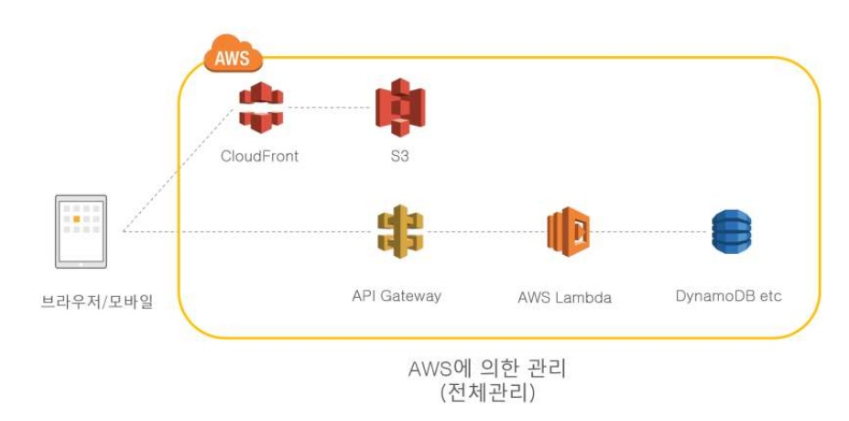 AWS
CloudFront
S3
브라우저/모바일
API Gateway
AWS Lambda
DynamoDB etc
AWS에 의한 관리
(전체관리)